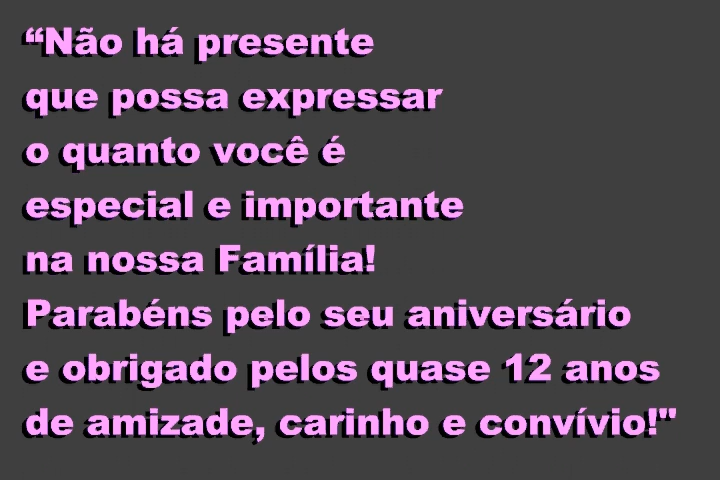 “Não há presente
que possa expressar
o quanto você é
especial e importante
na nossa Família!
Parabéns pelo seu aniversário
e obrigado pelos quase 12 anos
de amizade, carinho e convívio!"